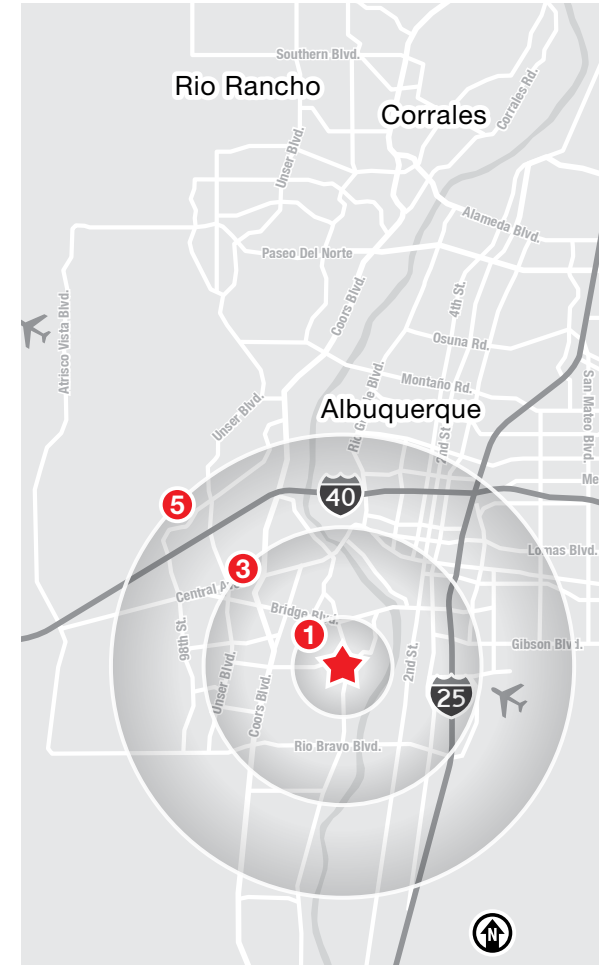 Southern Blvd.
Rio Rancho
Corrales
Corrales Rd.
Unser Blvd.
Alameda Blvd.
Paseo Del Norte
Coors Blvd.
4th St.
Atrisco Vista Blvd.
Osuna Rd.
Montaño Rd.
San Mateo Blvd.
Unser Blvd.
Albuquerque
Blvd.
2nd St.
5
40
Lomas Blvd.
3
Central
Bridge Blvd.
1
98th St.
Unser Blvd.
Coors Blvd.
2nd St.
Gibson Blvd.
25
Rio Bravo Blvd.
N